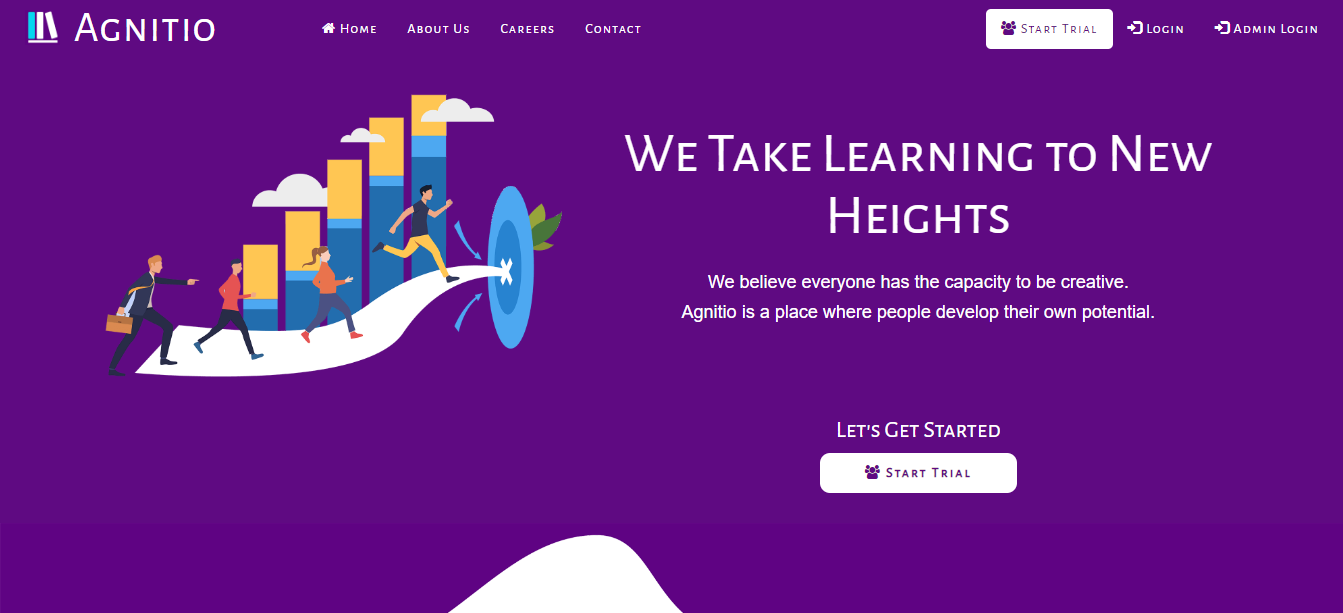 Agnitio
Home
About Us
Careers
Contact
Start Trial
Login
Admin Login
We Take Learning to New
Heights
We believe everyone has the capacity to be creative.
Agnitio is a place where people develop their own potential.
Let's Get Started
Start Trial